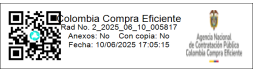 Colombia Compra Eficiente
Rad No. 2_2025_06_10_005817
Anexos: No Con copia: No
Fecha: 10/06/2025 17:05:15
Agencia Nacional
de Contratación Pública
Colombia Compra Eficiente